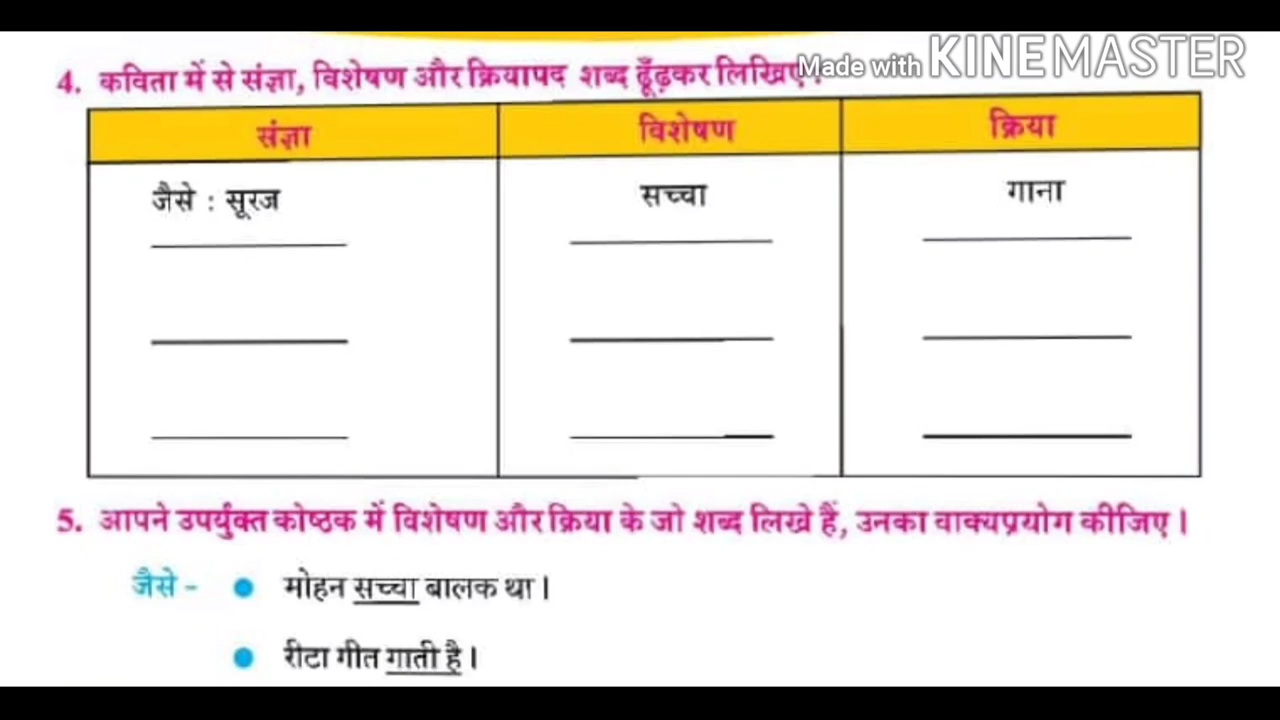 4. कविता में से संज्ञा, विशेषण और क्रियापद शब्द ढूँढ़कर लिखिए :
Made with KINEMASTER
संज्ञा विशेषण क्रिया
जैसे : सूरज सच्चा गाना
5. आपने उपर्युक्त कोष्ठक में विशेषण और क्रिया के जो शब्द लिखे हैं, उनका वाक्यप्रयोग कीजिए ।
जैसे - ● मोहन सच्चा बालक था ।
● रीटा गीत गाती है ।